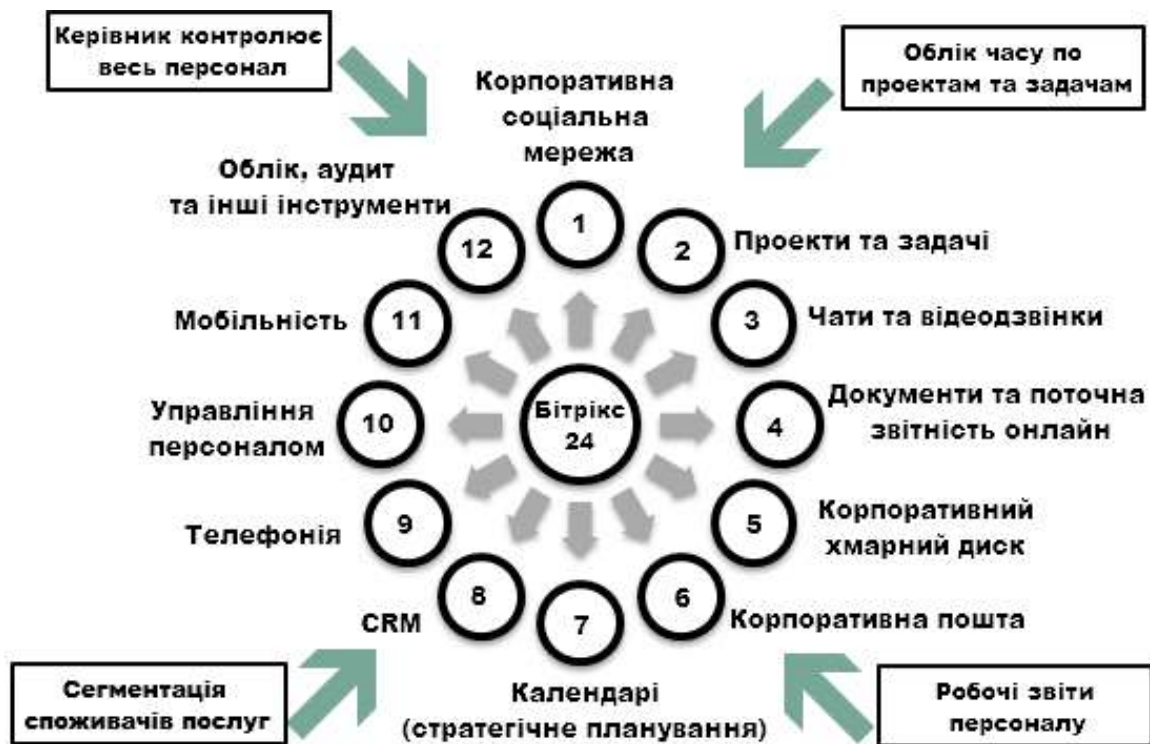 Керівник контролює
весь персонал
Облік часу по
проектам та задачам
Корпоративна
соціальна
мережа
Облік, аудит
та інші інструменти
1
12
2
Проекти та задачі
Мобільність
11
3
Чати та відеодзвінки
Управління
персоналом
10
Бітрікс
24
4
Документи та поточна
звітність онлайн
Телефонія
9
5
Корпоративний
хмарний диск
CRM
8
7
6
Корпоративна пошта
Сегментація
споживачів послуг
Календарі
(стратегічне планування)
Робочі звіти
персоналу